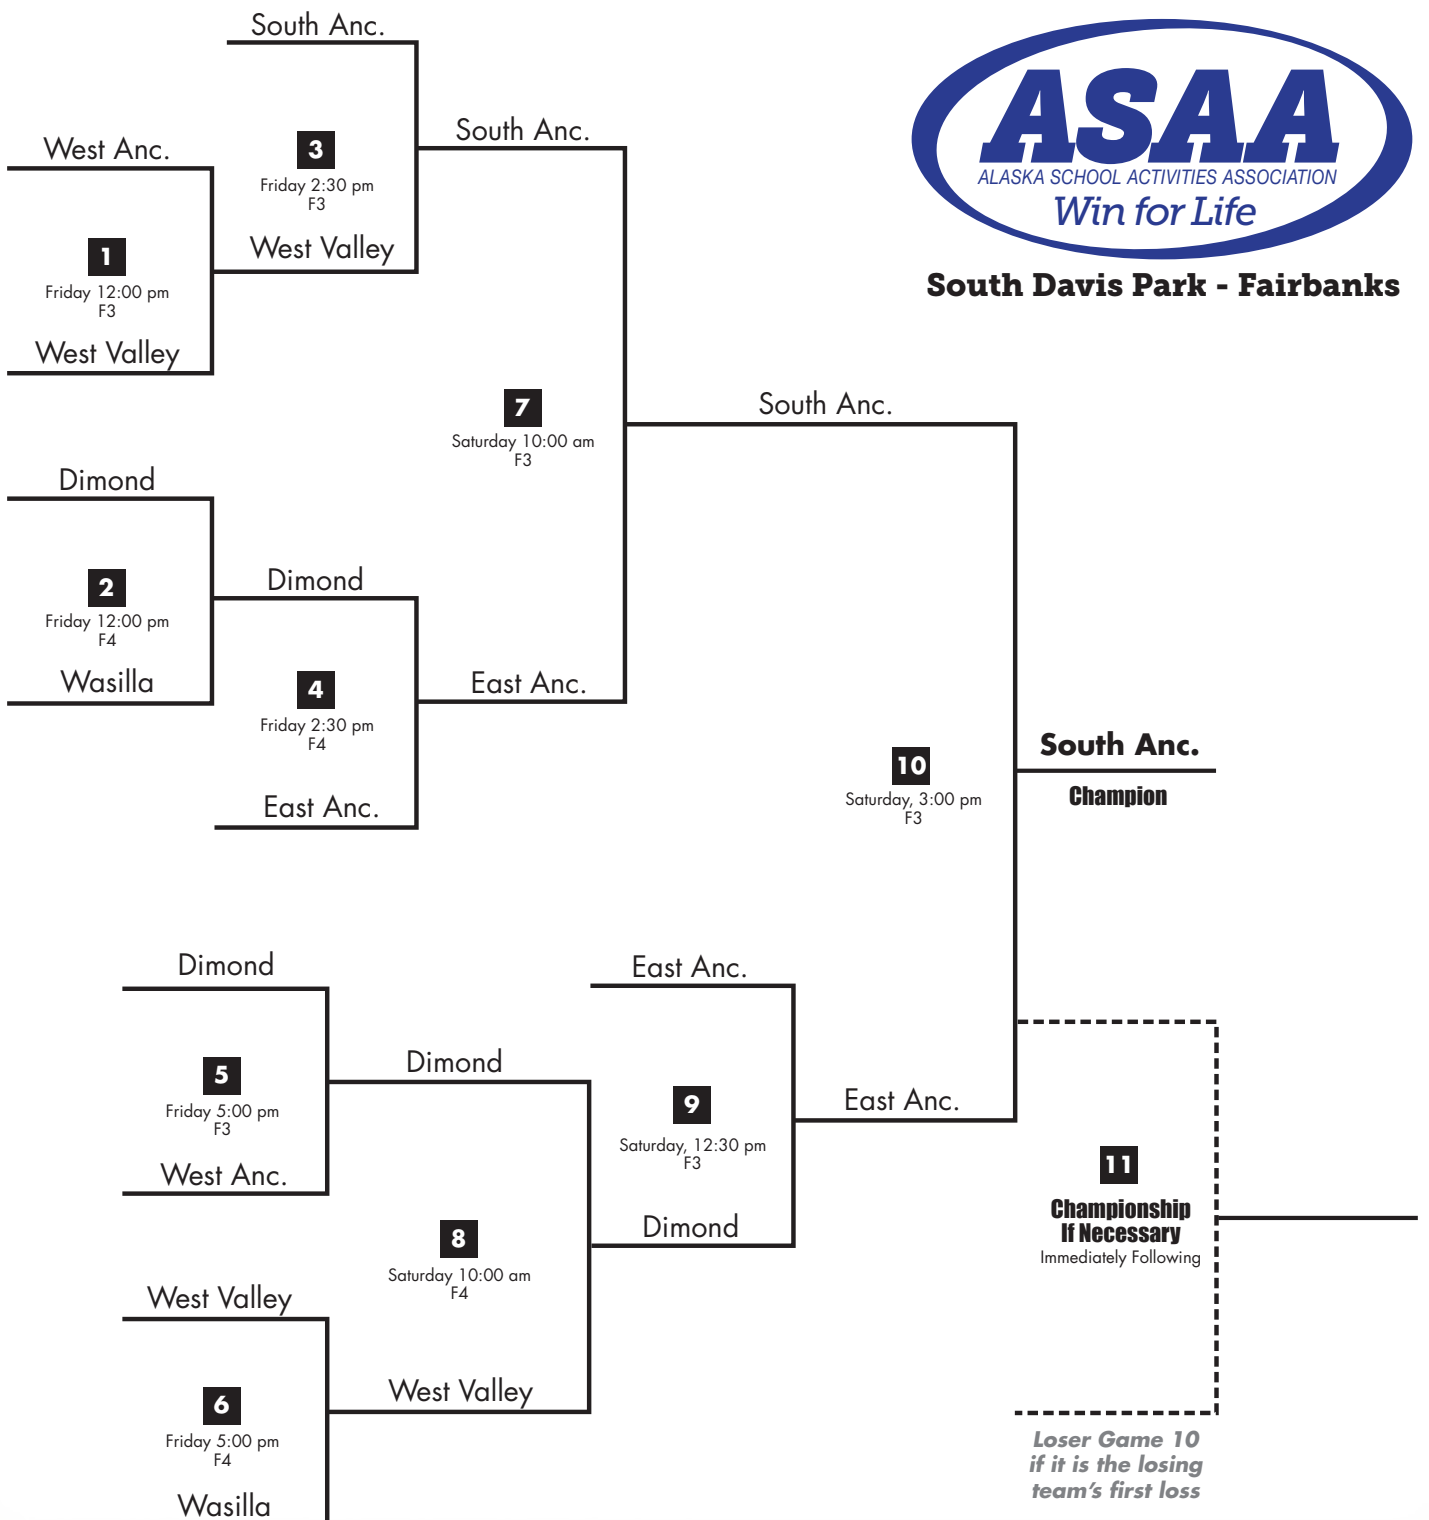 South Anc.
ASAA
ALASKA SCHOOL ACTIVITIES ASSOCIATION
Win for Life
South Davis Park - Fairbanks
West Anc.
3
Friday 2:30 pm
F3
South Anc.
1
Friday 12:00 pm
F3
West Valley
West Valley
7
Saturday 10:00 am
F3
South Anc.
Dimond
2
Friday 12:00 pm
F4
Dimond
Wasilla
4
Friday 2:30 pm
F4
East Anc.
East Anc.
10
Saturday, 3:00 pm
F3
South Anc.
Champion
Dimond
5
Friday 5:00 pm
F3
West Anc.
Dimond
East Anc.
9
Saturday, 12:30 pm
F3
East Anc.
8
Saturday 10:00 am
F4
Dimond
11
Championship
If Necessary
Immediately Following
West Valley
6
Friday 5:00 pm
F4
West Valley
Wasilla
Loser Game 10
if it is the losing
team's first loss